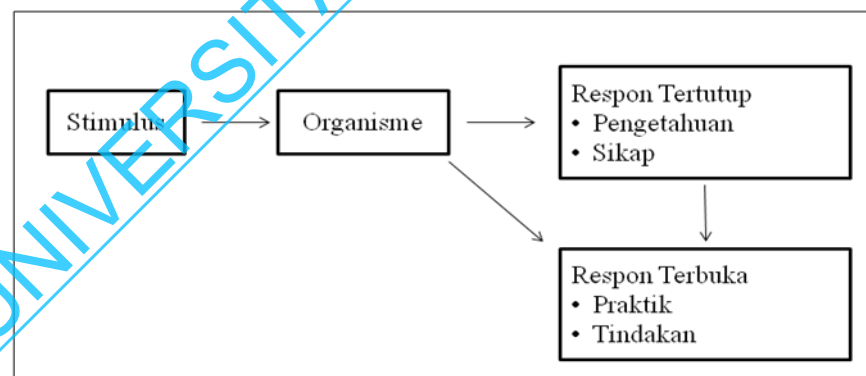 UNIVERSITA
Stimulus
Organisme
Respon Tertutup
• Pengetahuan
• Sikap
Respon Terbuka
• Praktik
• Tindakan